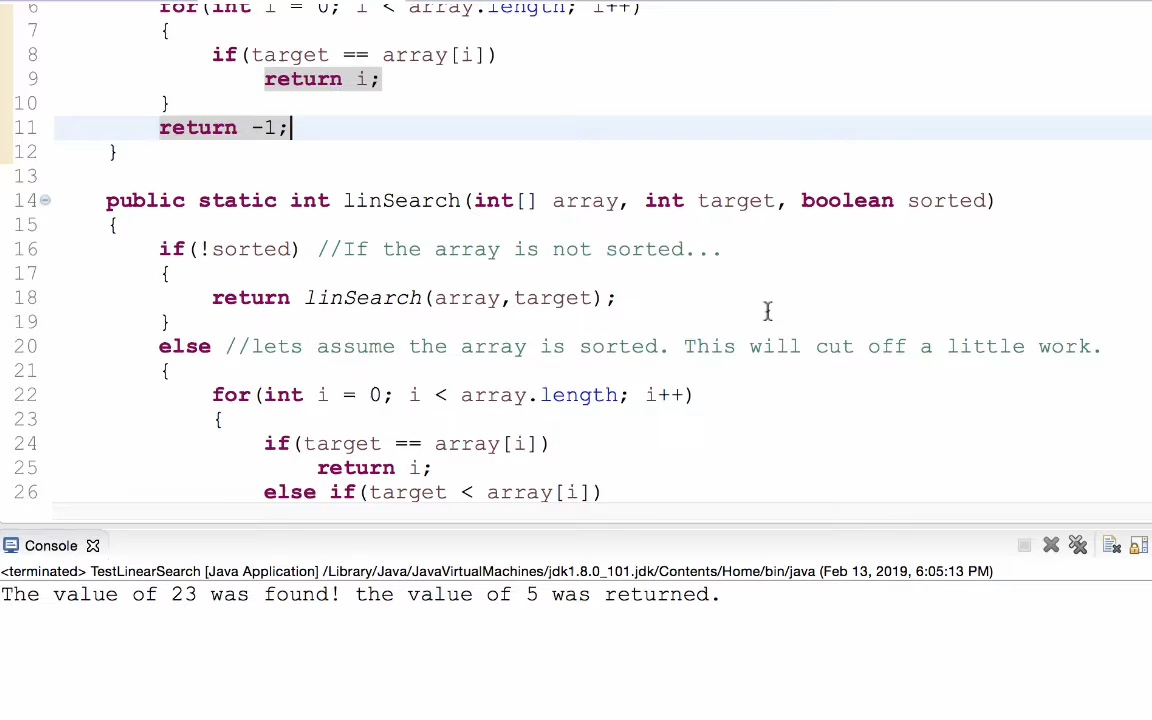 6 for(int i = 0; i < array.length; i++)
7 {
8 if(target == array[i])
9 return i;
10 }
11 return -1;
12 }
13
14 public static int linSearch(int[] array, int target, boolean sorted)
15 {
16 if(!sorted) //If the array is not sorted...
17 {
18 return linSearch(array,target);
19 }
20 else //lets assume the array is sorted. This will cut off a little work.
21 {
22 for(int i = 0; i < array.length; i++)
23 {
24 if(target == array[i])
25 return i;
26 else if(target < array[i])
Console
<terminated> TestLinearSearch [Java Application] /Library/Java/JavaVirtualMachines/jdk1.8.0_101.jdk/Contents/Home/bin/java (Feb 13, 2019, 6:05:13 PM)
The value of 23 was found! the value of 5 was returned.